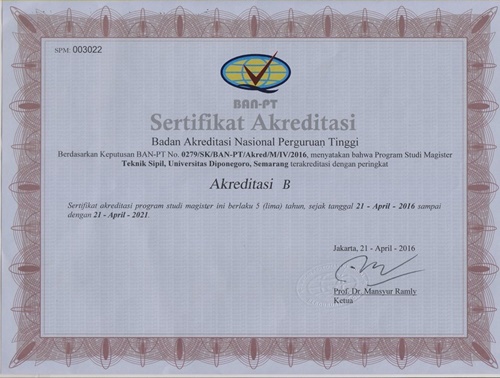 SPM: 003022
BAN-PT
Sertifikat Akreditasi
Badan Akreditasi Nasional Perguruan Tinggi
Berdasarkan Keputusan BAN-PT No. 0279/SK/BAN-PT/Akred/M/IV/2016, menyatakan bahwa Program Studi Magister
Teknik Sipil, Universitas Diponegoro, Semarang terakreditasi dengan peringkat
Akreditasi B
Sertifikat akreditasi program studi magister ini berlaku 5 (lima) tahun, sejak tanggal 21 - April - 2016 sampai
dengan 21 - April - 2021.
Jakarta, 21 - April - 2016
Prof. Dr. Mansyur Ramly
Ketua